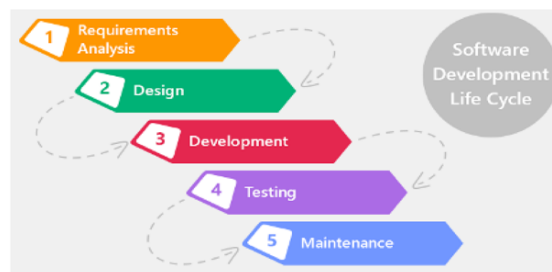 1
Requirements
Analysis
2
Design
3
Development
4
Testing
5
Maintenance
Software
Development
Life Cycle